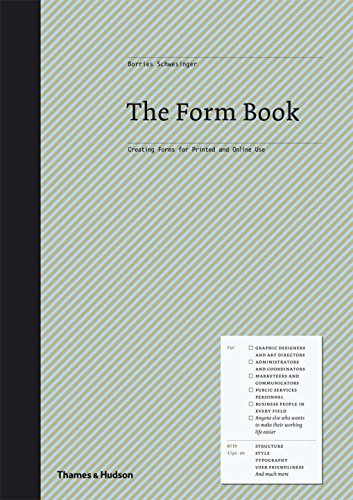 Borries Schwesinger
The Form Book
Creating Forms for Printed and Online Use
For
GRAPHIC DESIGNERS
AND ART DIRECTORS
ADMINISTRATORS
AND COORDINATORS
MARKETEERS AND
COMMUNICATORS
PUBLIC SERVICES
PERSONNEL
BUSINESS PEOPLE IN
EVERY FIELD
Anyone else who wants
to make their working
life easier
With STRUCTURE
tips on STYLE
TYPOGRAPHY
USER FRIENDLINESS
And much more
Thames & Hudson